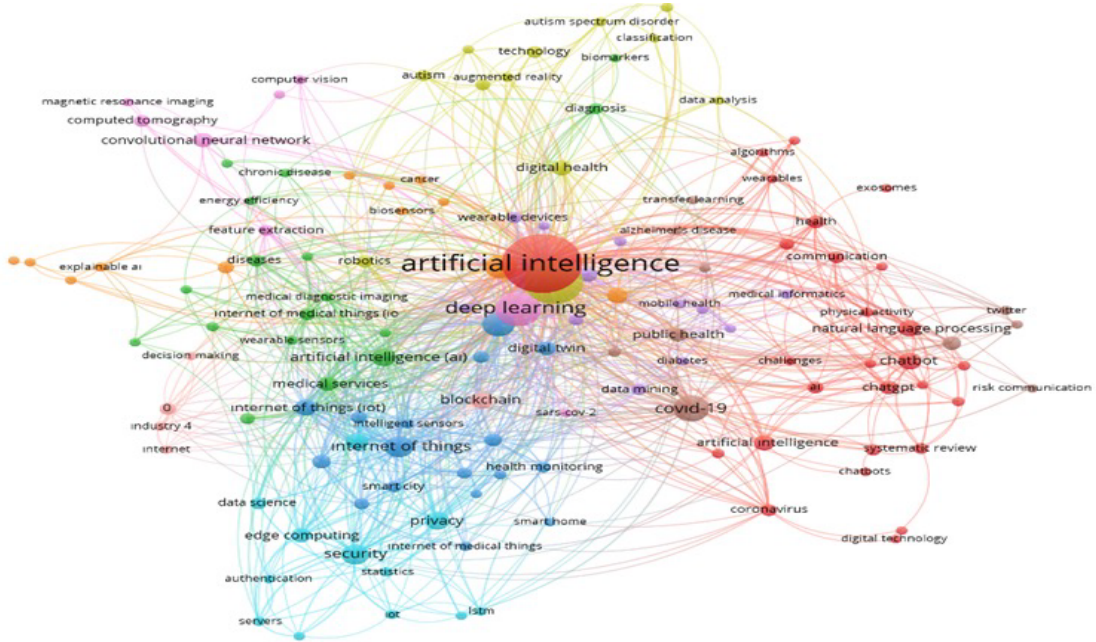 autism spectrum disorder
classification
technology
biomarkers
computer vision
autism
augmented reality
magnetic resonance imaging
data analysis
computed tomography
diagnosis
convolutional neural network
algorithms
digital health
chronic disease
cancer
wearables
exosomes
energy efficiency
biosensors
transfer learning
wearable devices
health
feature extraction
alzheimer's disease
communication
explainable ai
diseases
robotics
artificial intelligence
medical diagnostic imaging
medical informatics
mobile health
deep learning
internet of medical things (io
physical activity
twitter
natural language processing
wearable sensors
public health
decision making
artificial intelligence (ai)
digital twin
diabetes
challenges
chatbot
medical services
data mining
ai
chatgpt
risk communication
blockchain
0
internet of things (iot)
sars-cov-2
covid-19
industry 4
intelligent sensors
internet
internet of things
artificial intelligence
systematic review
health monitoring
chatbots
smart city
data science
coronavirus
privacy
smart home
edge computing
digital technology
security
internet of medical things
statistics
authentication
iot
lstm
servers